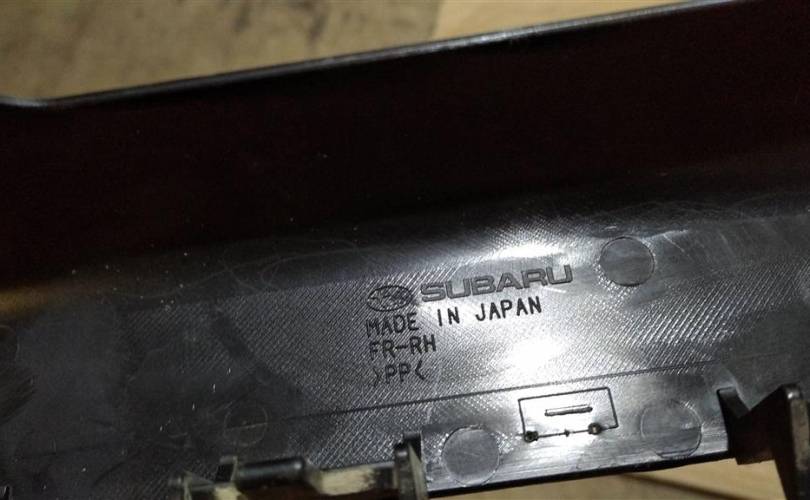 SUBARU
MADE IN JAPAN
FR-RH
>PP<